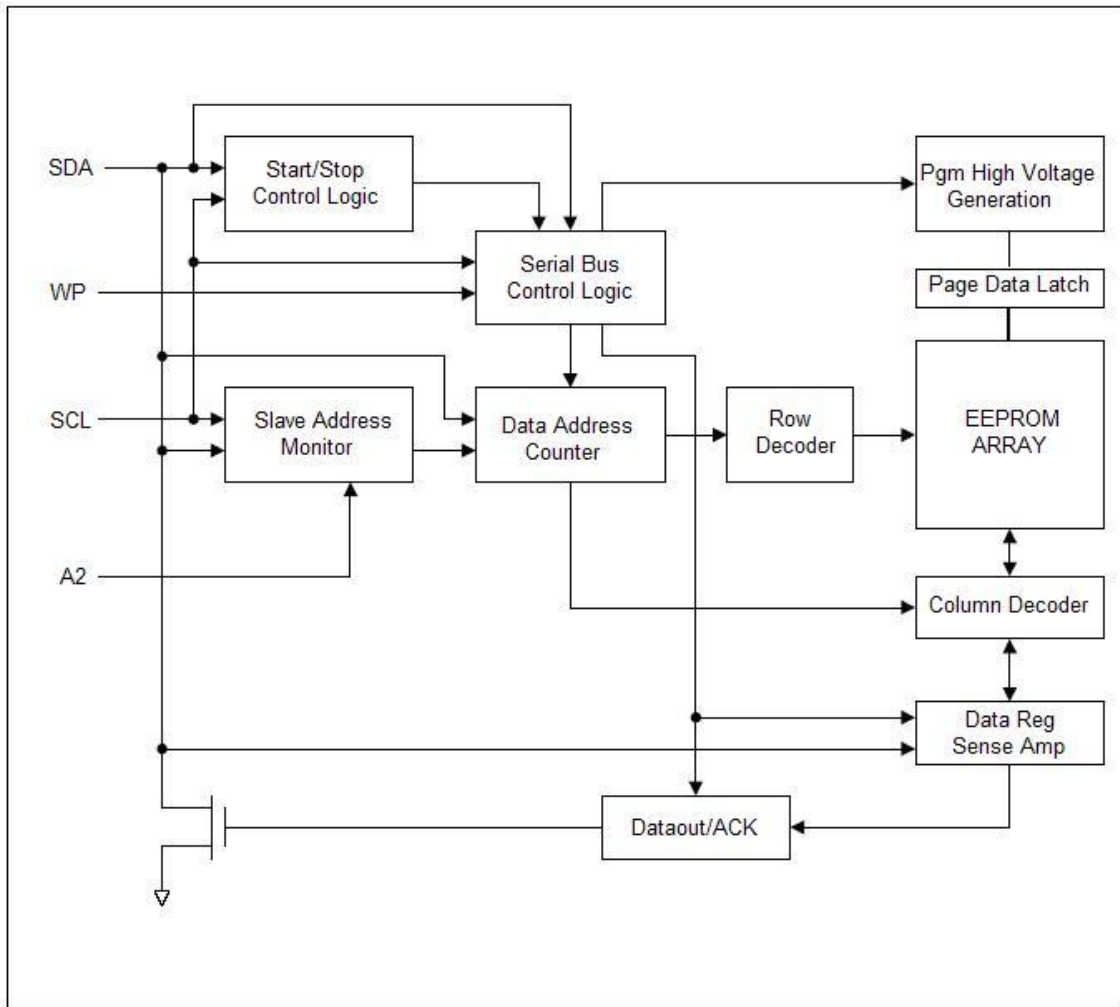 SDA
Start/Stop
Control Logic
Pgm High Voltage
Generation
WP
Serial Bus
Control Logic
Page Data Latch
SCL
Slave Address
Monitor
Data Address
Counter
Row
Decoder
EEPROM
ARRAY
A2
Column Decoder
Data Reg
Sense Amp
Dataout/ACK